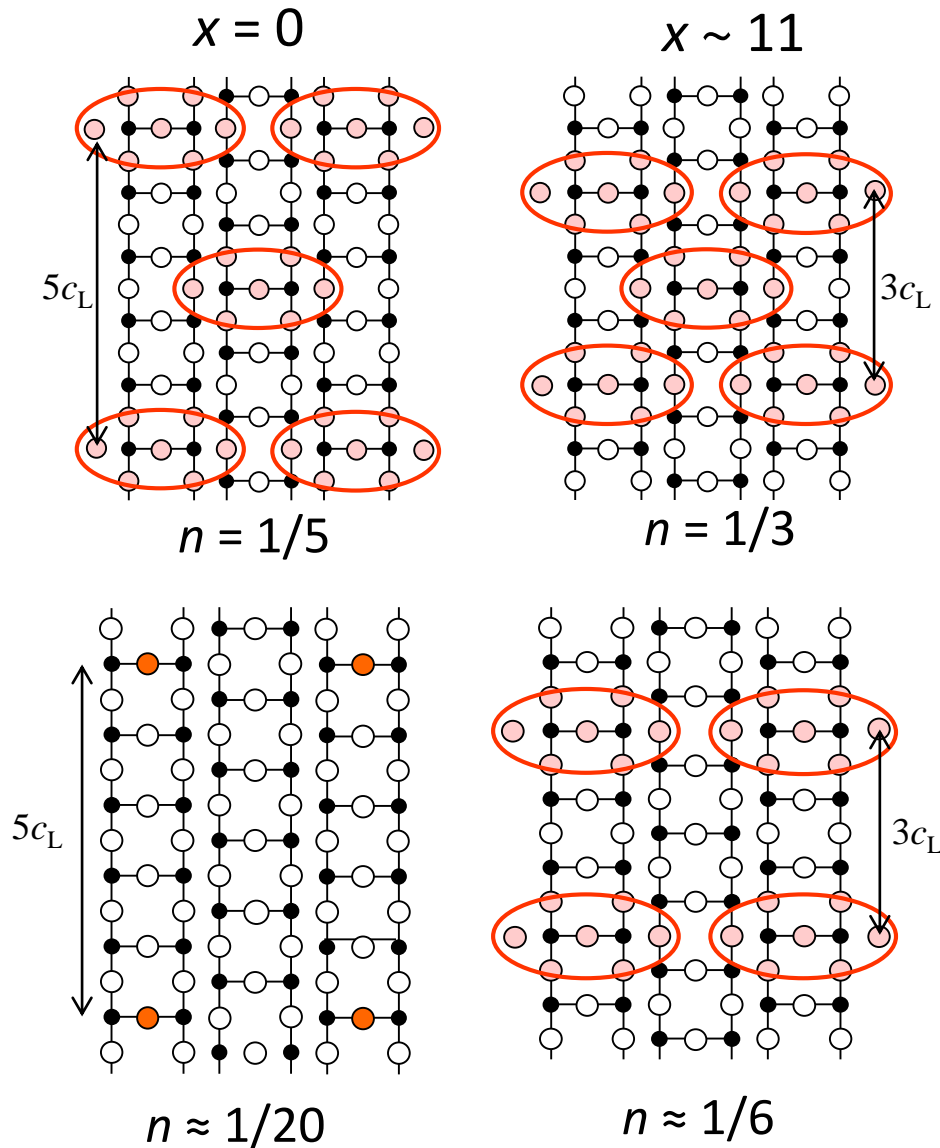 x = 0
x ~ 11
5cL
3cL
n = 1/5
n = 1/3
5cL
3cL
n ≈ 1/20
n ≈ 1/6